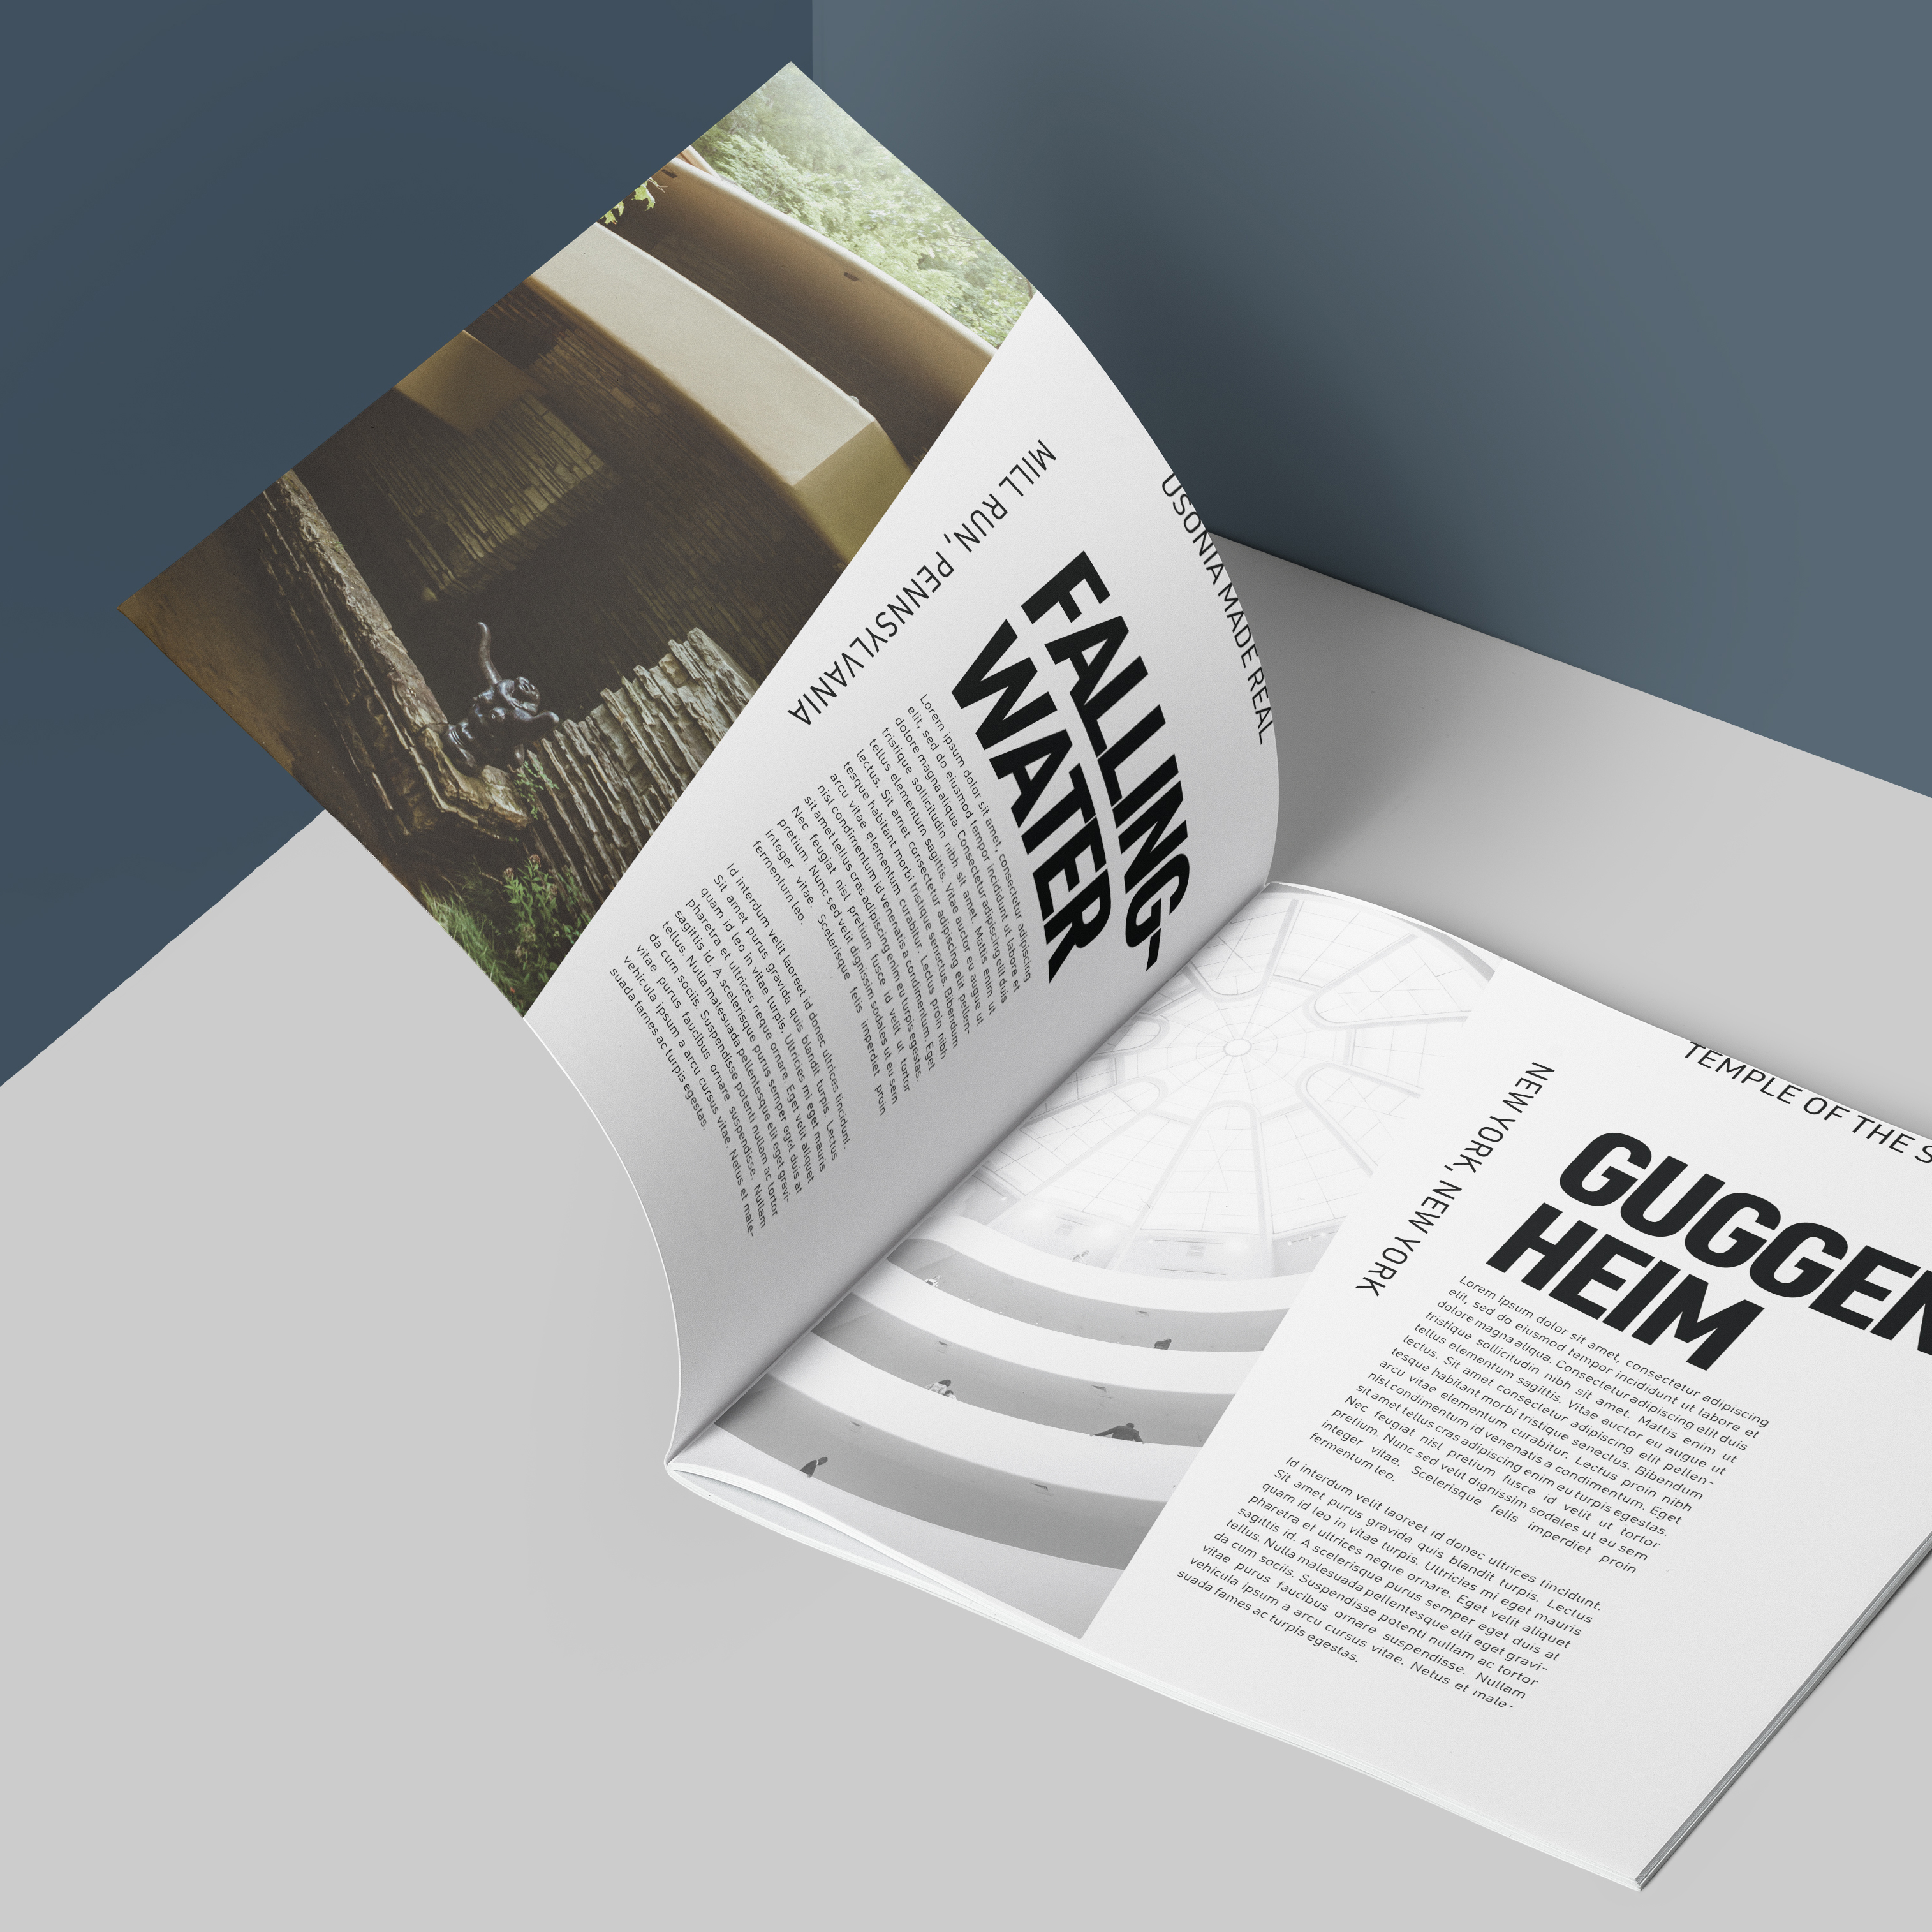 USONIA MADE REAL
MILL RUN, PENNSYLVANIA
FALLING-
WATER
Lorem ipsum dolor sit amet, consectetur adipiscing
elit, sed do eiusmod tempor incididunt ut labore et
dolore magna aliqua. Consectetur adipiscing elit duis
tristique sollicitudin nibh sit amet. Mattis enim ut
tellus elementum sagittis. Vitae auctor eu augue ut
lectus. Sit amet consectetur adipiscing elit pellen-
tesque habitant morbi tristique senectus. Bibendum
arcu vitae elementum curabitur. Lectus proin nibh
nisl condimentum id venenatis a condimentum. Eget
sit amet tellus cras adipiscing enim eu turpis egestas.
Nec feugiat nisl pretium fusce id velit ut tortor
pretium. Nunc sed velit dignissim sodales ut eu sem
integer vitae. Scelerisque felis imperdiet proin
fermentum leo.
Id interdum velit laoreet id donec ultrices tincidunt.
Sit amet purus gravida quis blandit turpis. Lectus
quam id leo in vitae turpis. Ultricies mi eget mauris
pharetra et ultrices neque ornare. Eget velit aliquet
sagittis id. A scelerisque purus semper eget duis at
tellus. Nulla malesuada pellentesque elit eget gravi-
da cum sociis. Suspendisse potenti nullam ac tortor
vitae purus faucibus ornare suspendisse. Nullam
vehicula ipsum a arcu cursus vitae. Netus et male-
suada fames ac turpis egestas.
TEMPLE OF THE S
NEW YORK, NEW YORK
GUGGEN
HEIM
Lorem ipsum dolor sit amet, consectetur adipiscing
elit, sed do eiusmod tempor incididunt ut labore et
dolore magna aliqua. Consectetur adipiscing elit duis
tristique sollicitudin nibh sit amet. Mattis enim ut
tellus elementum sagittis. Vitae auctor eu augue ut
lectus. Sit amet consectetur adipiscing elit pellen-
tesque habitant morbi tristique senectus. Bibendum
arcu vitae elementum curabitur. Lectus proin nibh
nisl condimentum id venenatis a condimentum. Eget
sit amet tellus cras adipiscing enim eu turpis egestas.
Nec feugiat nisl pretium fusce id velit ut tortor
pretium. Nunc sed velit dignissim sodales ut eu sem
integer vitae. Scelerisque felis imperdiet proin
fermentum leo.
Id interdum velit laoreet id donec ultrices tincidunt.
Sit amet purus gravida quis blandit turpis. Lectus
quam id leo in vitae turpis. Ultricies mi eget mauris
pharetra et ultrices neque ornare. Eget velit aliquet
sagittis id. A scelerisque purus semper eget duis at
tellus. Nulla malesuada pellentesque elit eget gravi-
da cum sociis. Suspendisse potenti nullam ac tortor
vitae purus faucibus ornare suspendisse. Nullam
vehicula ipsum a arcu cursus vitae. Netus et male-
suada fames ac turpis egestas.